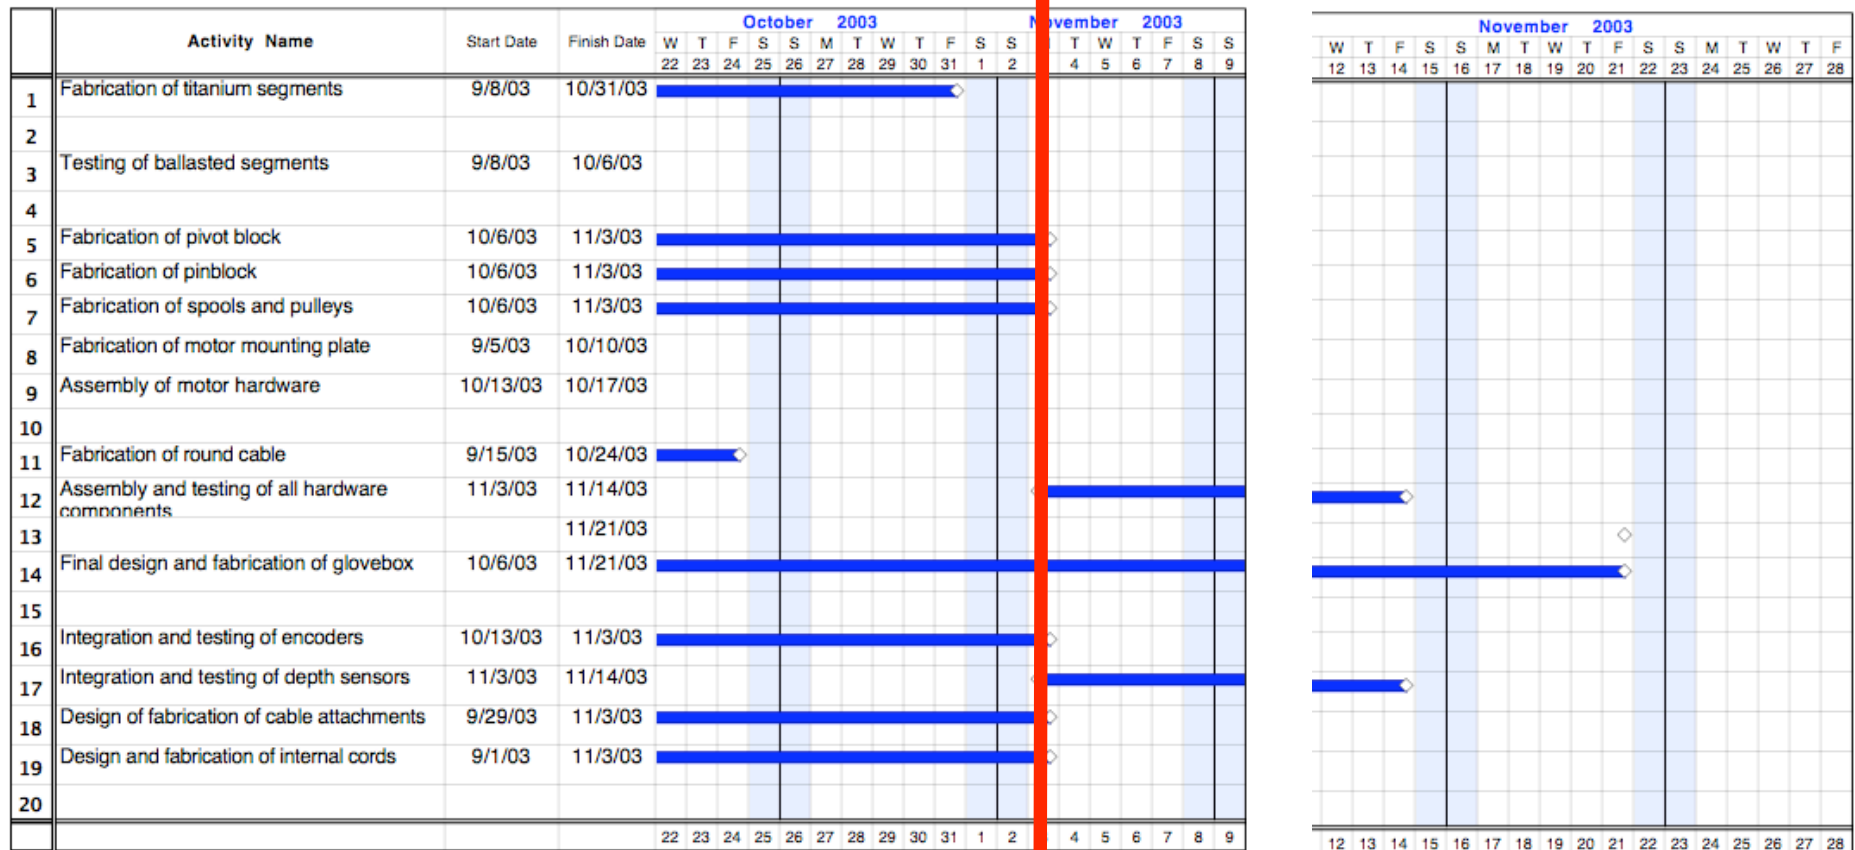 October 2003 November 2003
Activity Name Start Date Finish Date W T F S S M T W T F S S T W T F S S
22 23 24 25 26 27 28 29 30 31 1 2 4 5 6 7 8 9
November 2003
W T F S S M T W T F S S M T W T F
12 13 14 15 16 17 18 19 20 21 22 23 24 25 26 27 28
1 Fabrication of titanium segments 9/8/03 10/31/03
2
3 Testing of ballasted segments 9/8/03 10/6/03
4
5 Fabrication of pivot block 10/6/03 11/3/03
6 Fabrication of pinblock 10/6/03 11/3/03
7 Fabrication of spools and pulleys 10/6/03 11/3/03
8 Fabrication of motor mounting plate 9/5/03 10/10/03
9 Assembly of motor hardware 10/13/03 10/17/03
10
11 Fabrication of round cable 9/15/03 10/24/03
12 Assembly and testing of all hardware 11/3/03 11/14/03
components
13 11/21/03
14 Final design and fabrication of glovebox 10/6/03 11/21/03
15
16 Integration and testing of encoders 10/13/03 11/3/03
17 Integration and testing of depth sensors 11/3/03 11/14/03
18 Design of fabrication of cable attachments 9/29/03 11/3/03
19 Design and fabrication of internal cords 9/1/03 11/3/03
20
22 23 24 25 26 27 28 29 30 31 1 2 4 5 6 7 8 9
12 13 14 15 16 17 18 19 20 21 22 23 24 25 26 27 28